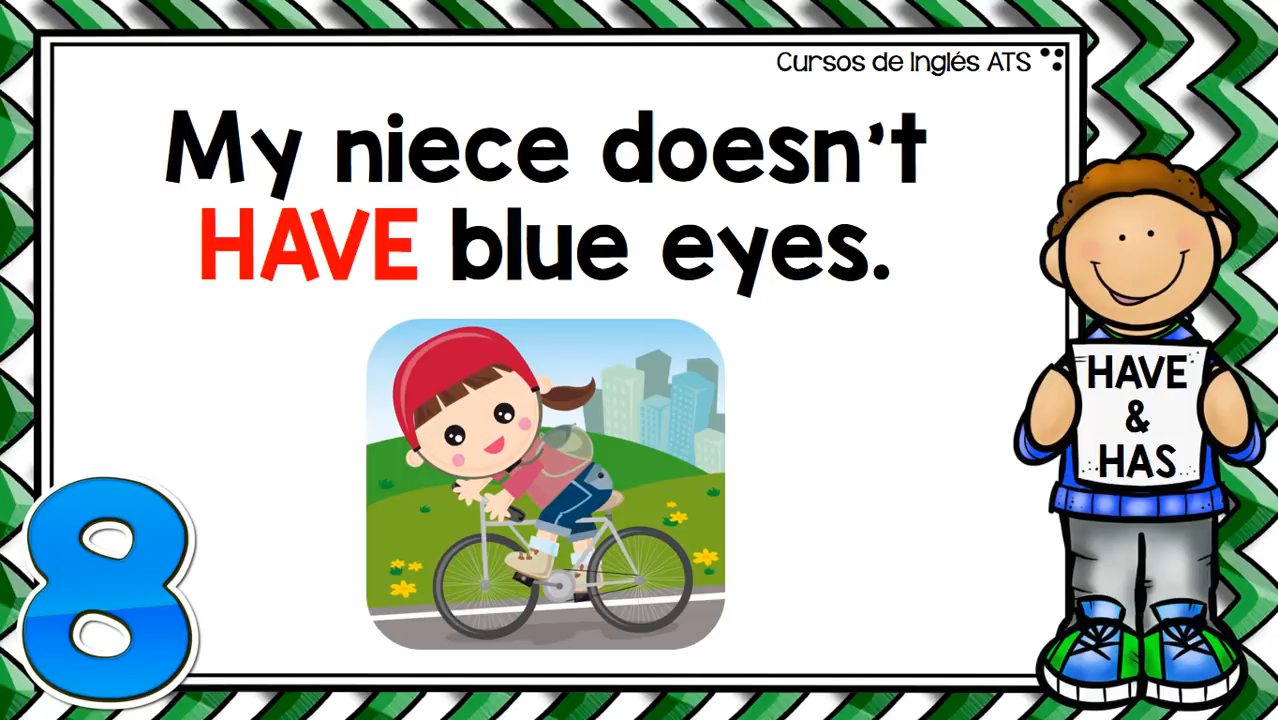 Cursos de Inglés ATS
My niece doesn't
HAVE blue eyes.
HAVE
&
HAS
8